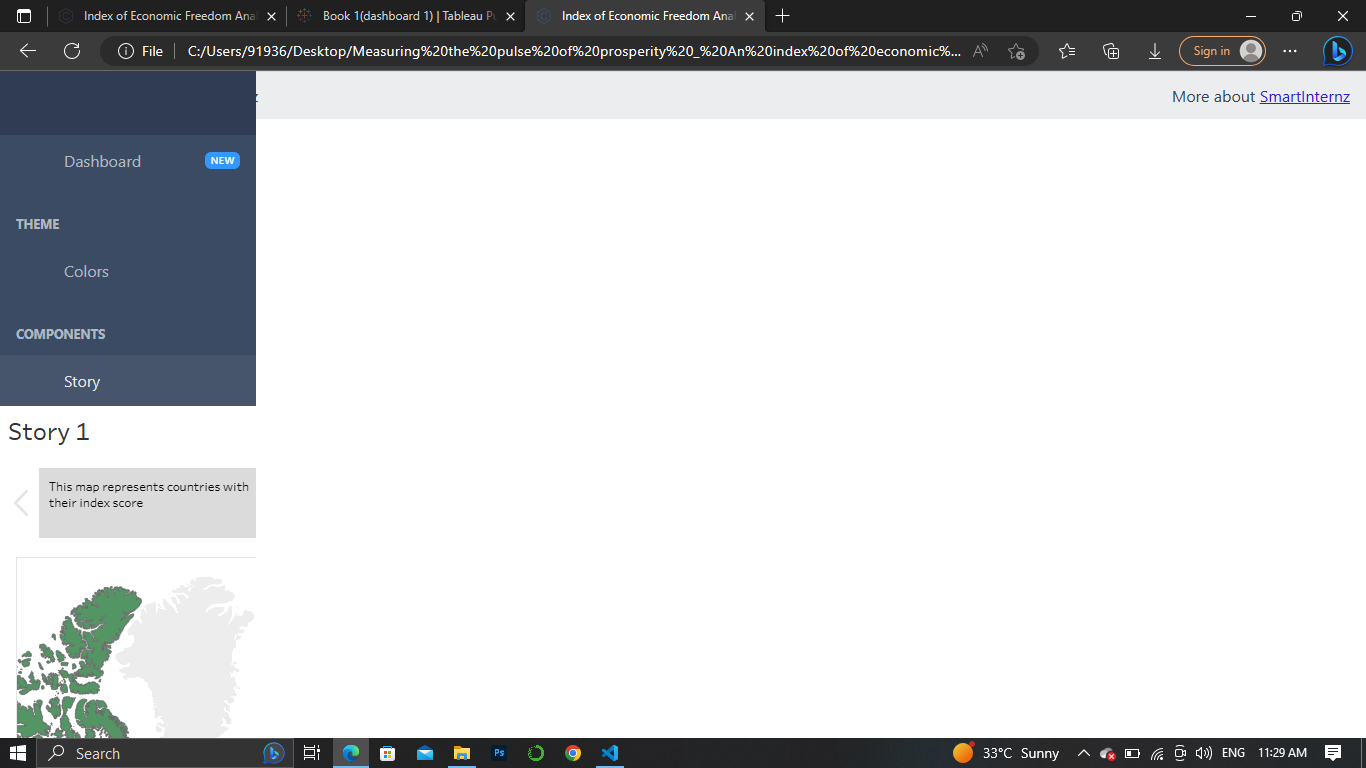 Index of Economic Freedom Anal
Book 1(dashboard 1) | Tableau Pu
Index of Economic Freedom Anal
File
C:/Users/91936/Desktop/Measuring%20the%20pulse%20of%20prosperity%20_%20An%20index%20of%20economic%...
Sign in
More about SmartInternz
Dashboard NEW
THEME
Colors
COMPONENTS
Story
Story 1
This map represents countries with
their index score
Search
Ps
33°C Sunny
ENG
11:29 AM